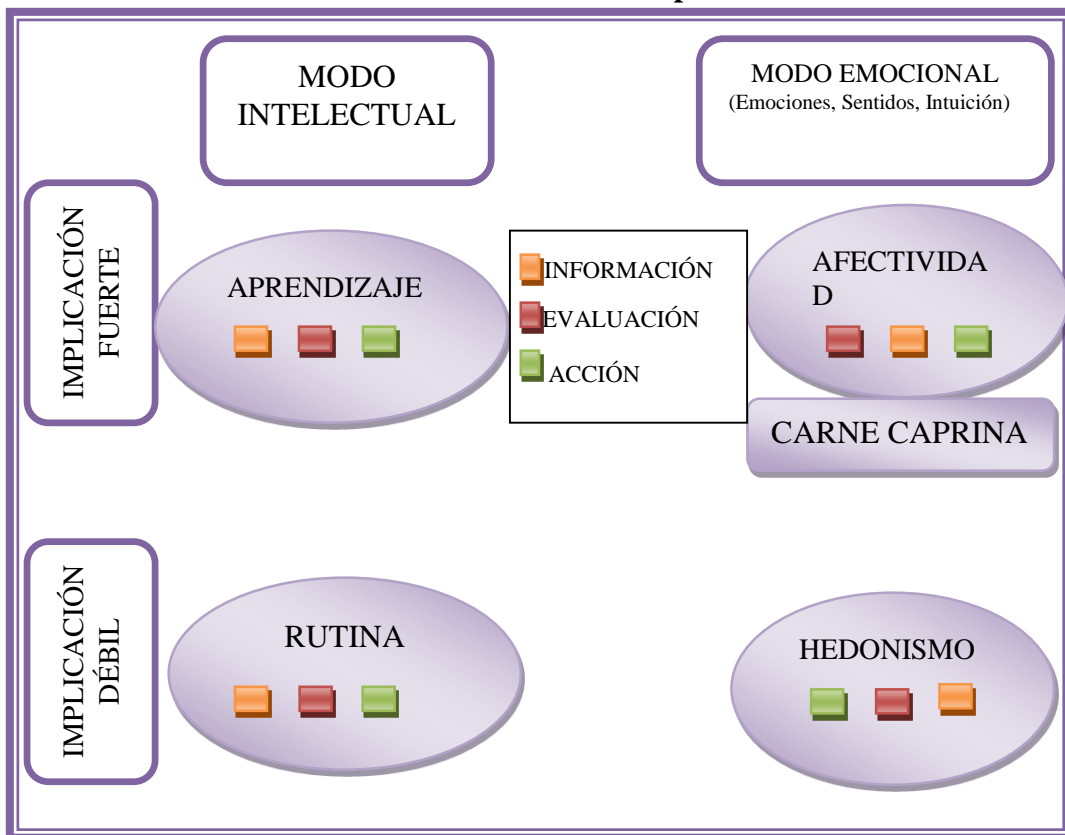 MODO
INTELECTUAL
MODO EMOCIONAL
(Emociones, Sentidos, Intuición)
IMPLICACIÓN
FUERTE
APRENDIZAJE
INFORMACIÓN
EVALUACIÓN
ACCIÓN
AFECTIVIDA
D
CARNE CAPRINA
IMPLICACIÓN
DÉBIL
RUTINA
HEDONISMO